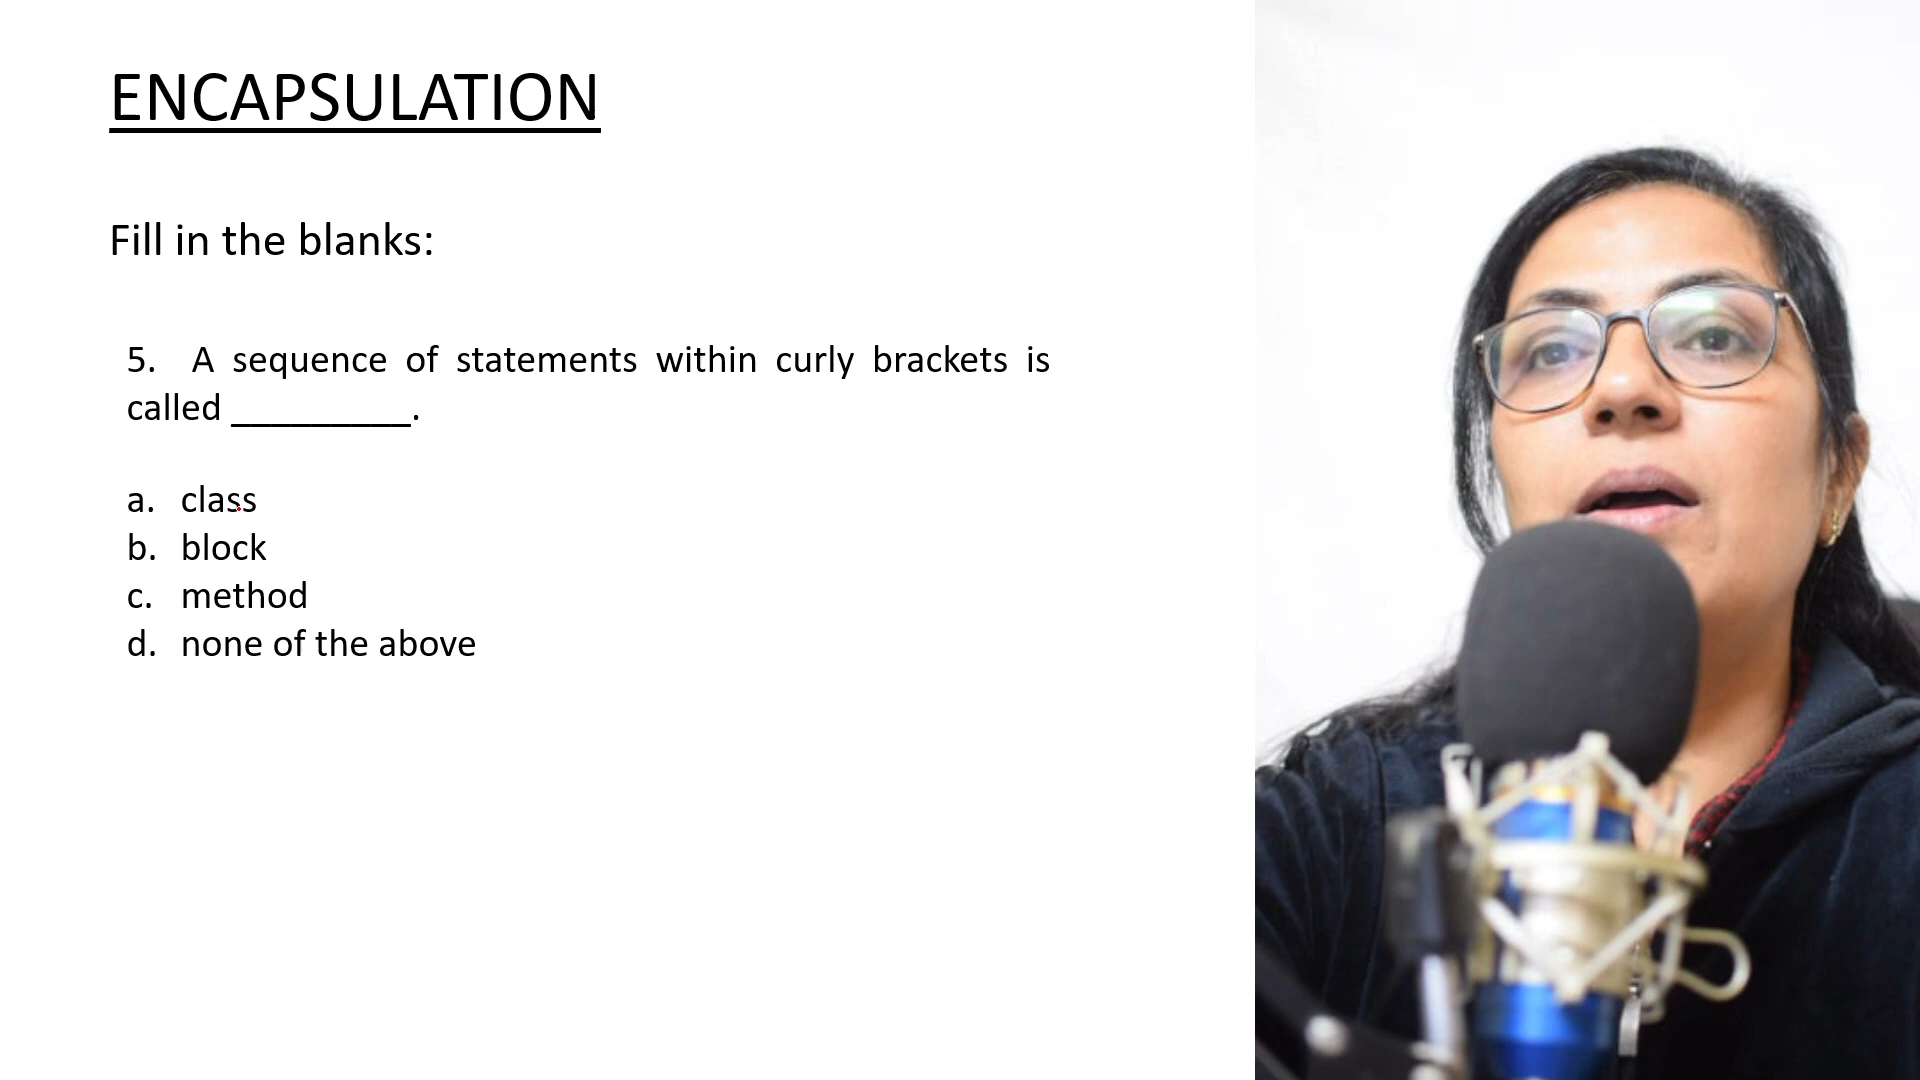 ENCAPSULATION
Fill in the blanks:
5. A sequence of statements within curly brackets is
called _________.
a. class
b. block
c. method
d. none of the above